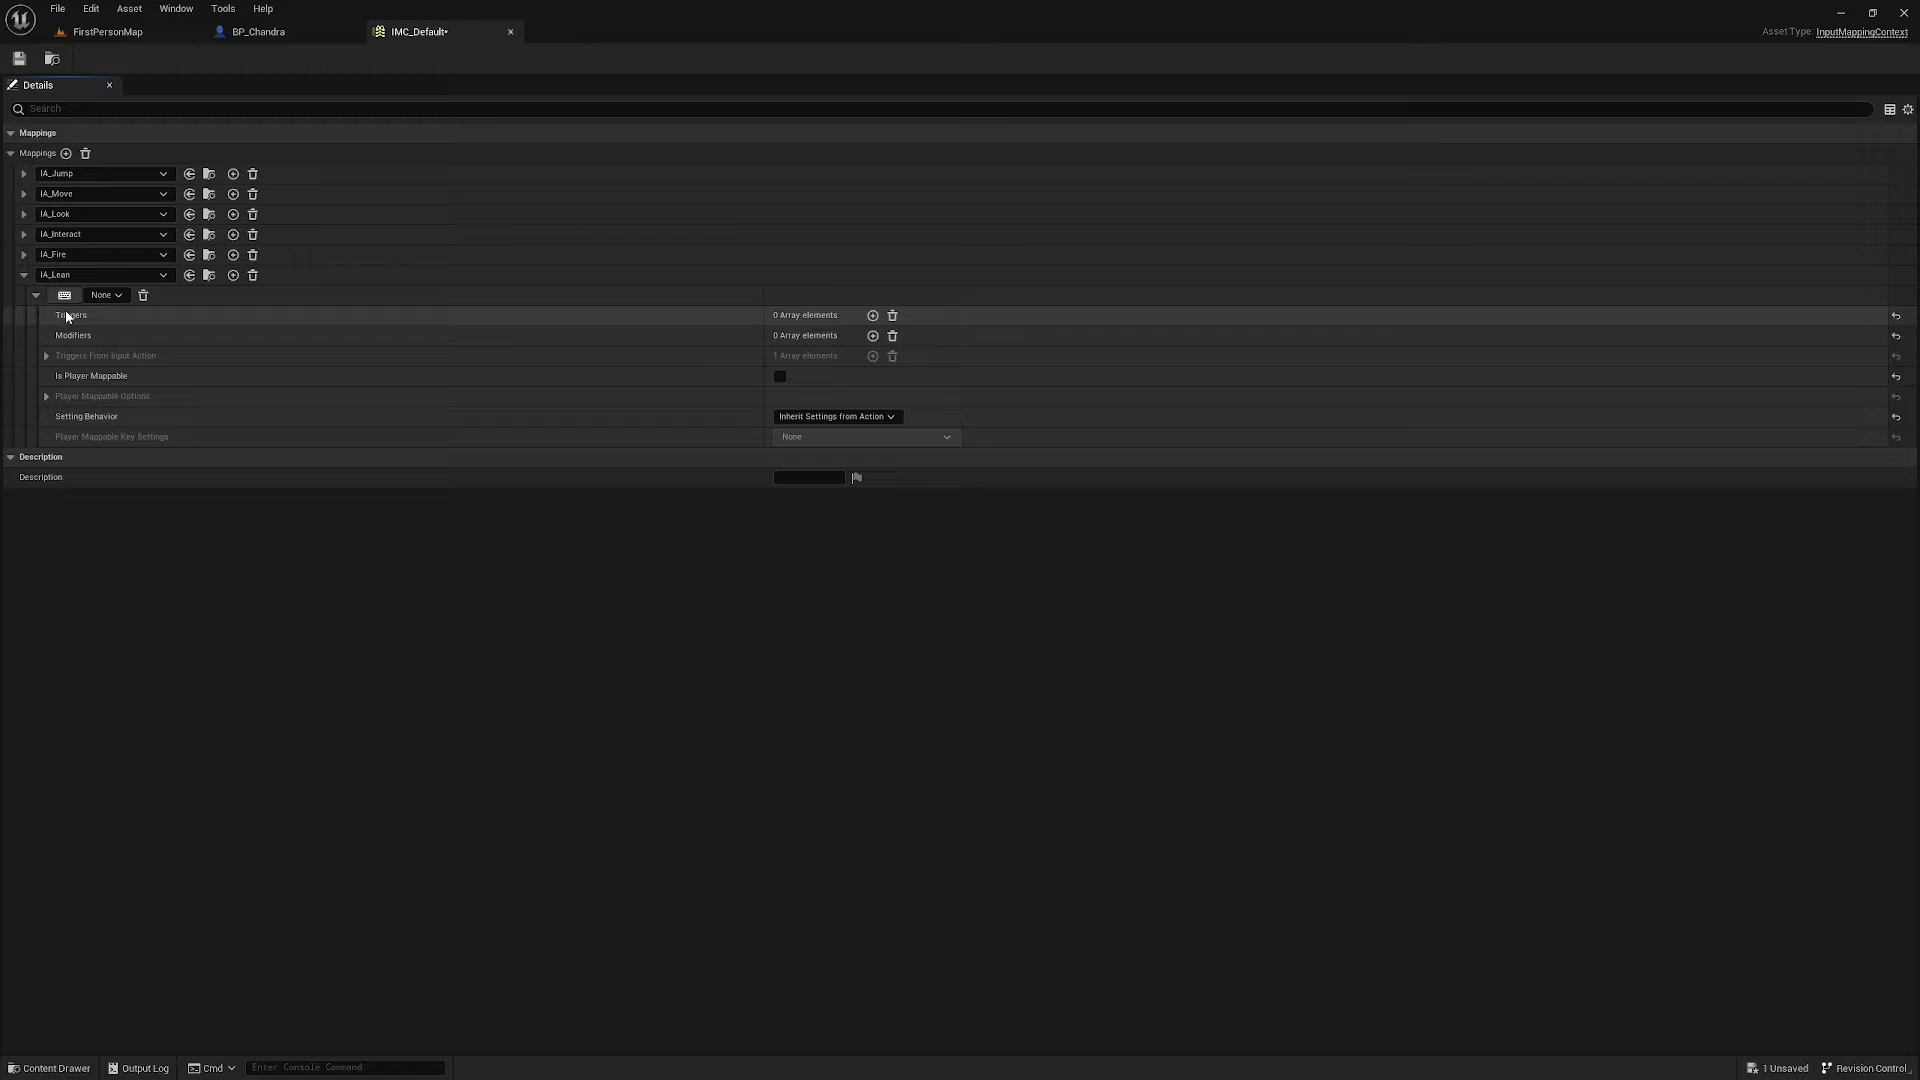 File Edit Asset Window Tools Help
FirstPersonMap BP_Chandra IMC_Default* Asset Type: InputMappingContext
Details
Search
Mappings
Mappings
IA_Jump
IA_Move
IA_Look
IA_Interact
IA_Fire
IA_Lean
None
Triggers 0 Array elements
Modifiers 0 Array elements
Triggers From Input Action 1 Array elements
Is Player Mappable
Player Mappable Options
Setting Behavior Inherit Settings from Action
Player Mappable Key Settings None
Description
Description
Content Drawer Output Log Cmd Enter Console Command 1 Unsaved Revision Control